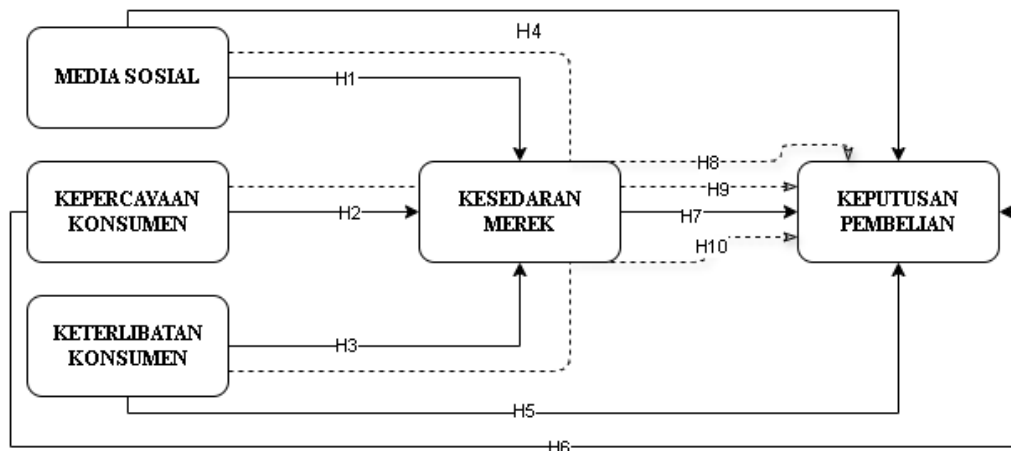 H4
MEDIA SOSIAL
H1
H8
KEPERCAYAAN
KONSUMEN
KESEDARAN
MEREK
KEPUTUSAN
PEMBELIAN
H9
H2
H7
H10
KETERLIBATAN
KONSUMEN
H3
H5
H6